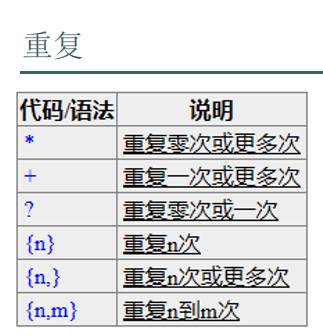 重复
代码/语法 说明
* 重复零次或更多次
+ 重复一次或更多次
? 重复零次或一次
{n} 重复n次
{n,} 重复n次或更多次
{n,m} 重复n到m次